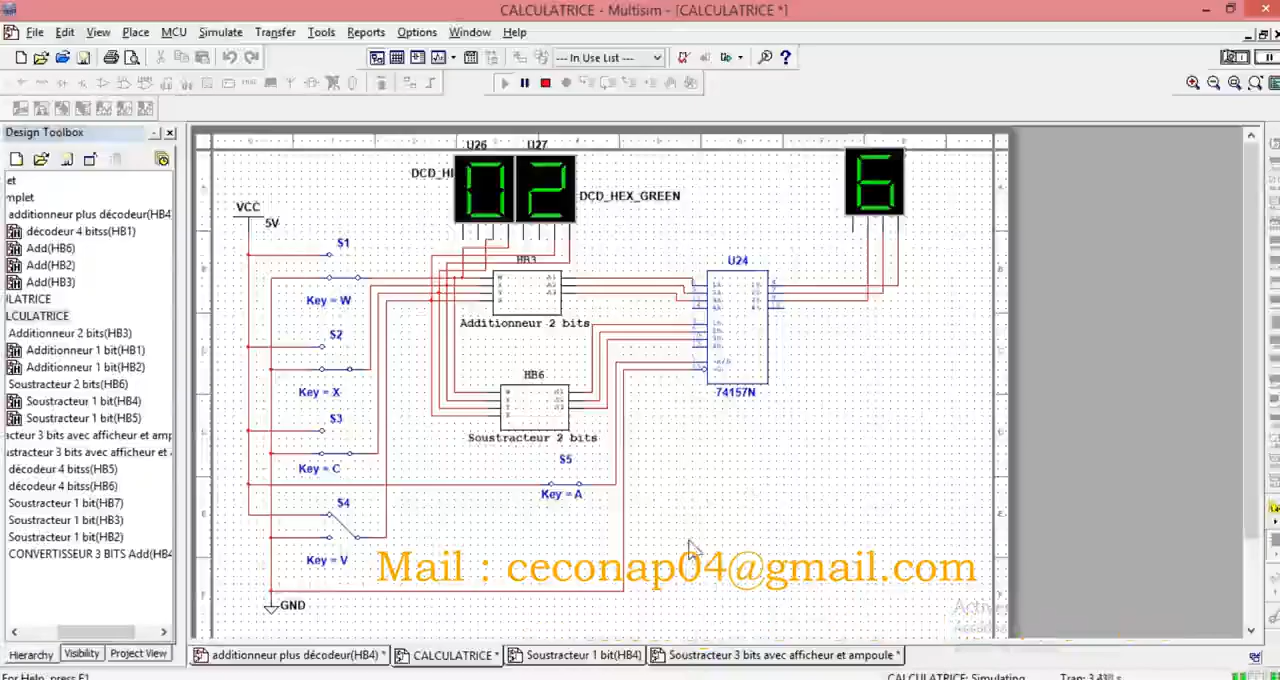 CALCULATRICE - Multisim - [CALCULATRICE *]
File Edit View Place MCU Simulate Transfer Tools Reports Options Window Help
--- In Use List ---
Design Toolbox
et
mplet
additionneur plus décodeur(HB4
décodeur 4 bitss(HB1)
Add(HB6)
Add(HB2)
Add(HB3)
LATRICE
LCULATRICE
Additionneur 2 bits(HB3)
Additionneur 1 bit(HB1)
Additionneur 1 bit(HB2)
Soustracteur 2 bits(HB6)
Soustracteur 1 bit(HB4)
Soustracteur 1 bit(HB5)
acteur 3 bits avec afficheur et amp
ustracteur 3 bits avec afficheur et
décodeur 4 bitss(HB5)
décodeur 4 bitss(HB6)
Soustracteur 1 bit(HB7)
Soustracteur 1 bit(HB3)
Soustracteur 1 bit(HB2)
CONVERTISSEUR 3 BITS Add(HB4
Hierarchy Visibility Project View
U26 U27
DCD_HE
02
DCD_HEX_GREEN
6
VCC
5V
S1
Key = W
S2
Key = X
S3
Key = C
S4
Key = V
GND
HB3
Additionneur 2 bits
HB6
Soustracteur 2 bits
S5
Key = A
U24
74157N
Mail : ceconap04@gmail.com
additionneur plus décodeur(HB4) * CALCULATRICE * Soustracteur 1 bit(HB4) Soustracteur 3 bits avec afficheur et ampoule *
For Help, press F1
CALCULATRICE: Simulating